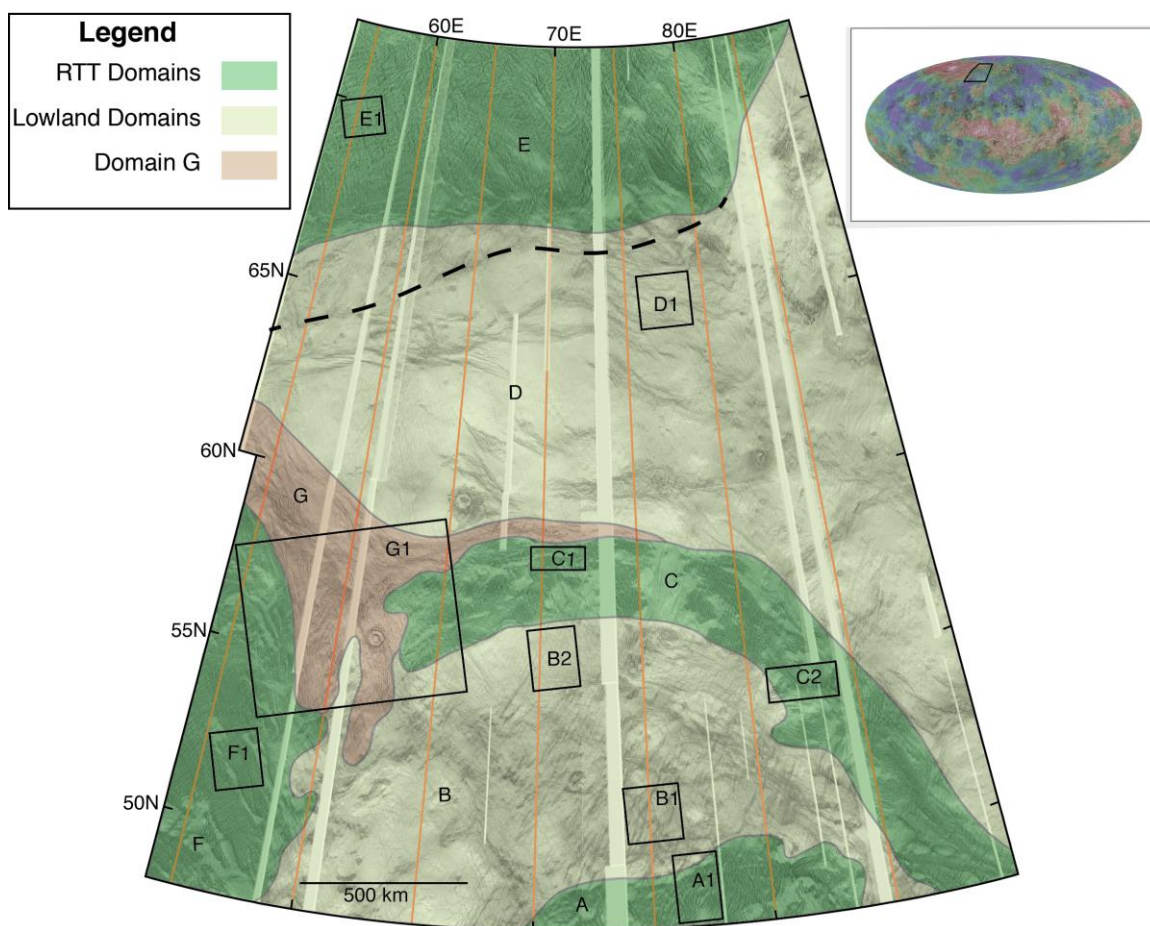 Legend
RTT Domains
Lowland Domains
Domain G
60E
70E
80E
E1
E
65N
D1
D
60N
G
G1
C1
C
55N
B2
C2
F1
B
B1
50N
F
A1
500 km
A